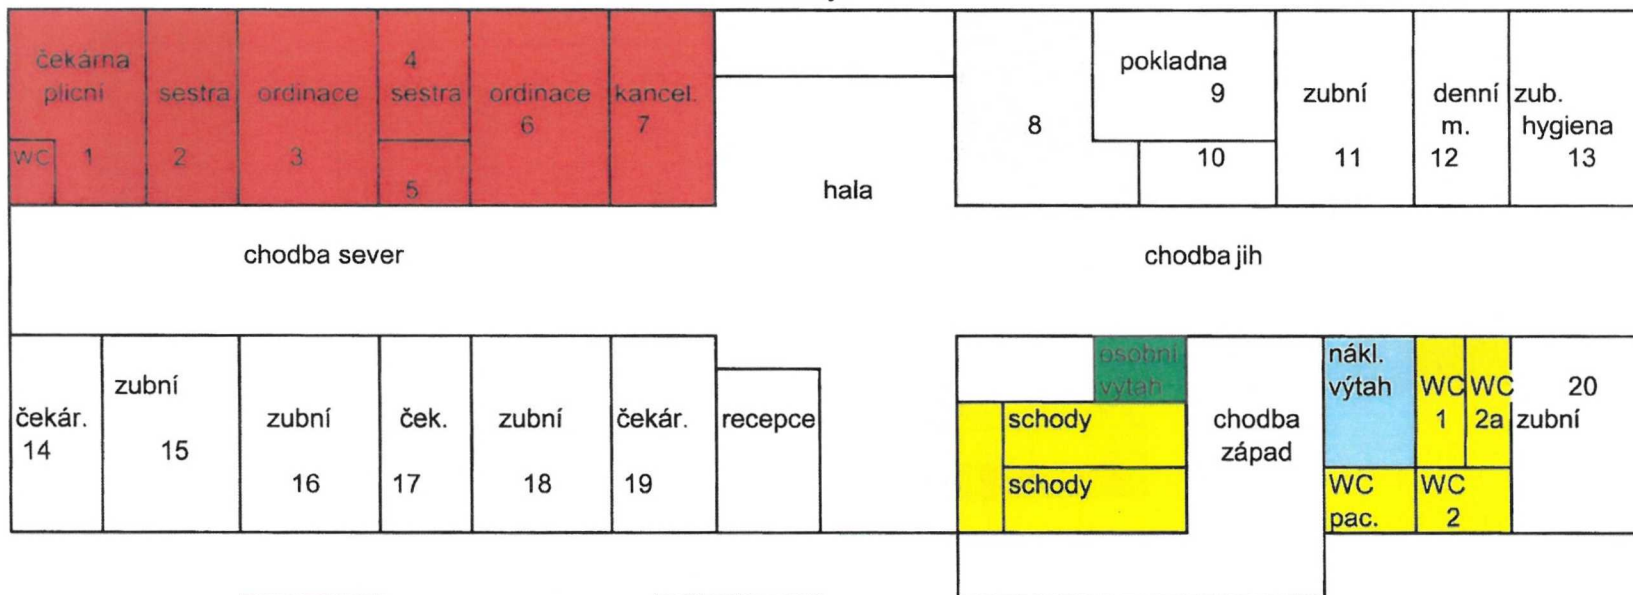 čekárna
plicní
WC 1
sestra
2
ordinace
3
4
sestra
5
ordinace
6
kancel.
7
hala
8
pokladna
9
10
zubní
11
denní
m.
12
zub.
hygiena
13
chodba sever
chodba jih
čekár.
14
zubní
15
zubní
16
ček.
17
zubní
18
čekár.
19
recepce
osobní
výtah
schody
schody
chodba
západ
nákl.
výtah
WC
1
WC
2a
20
zubní
WC
pac.
WC
2